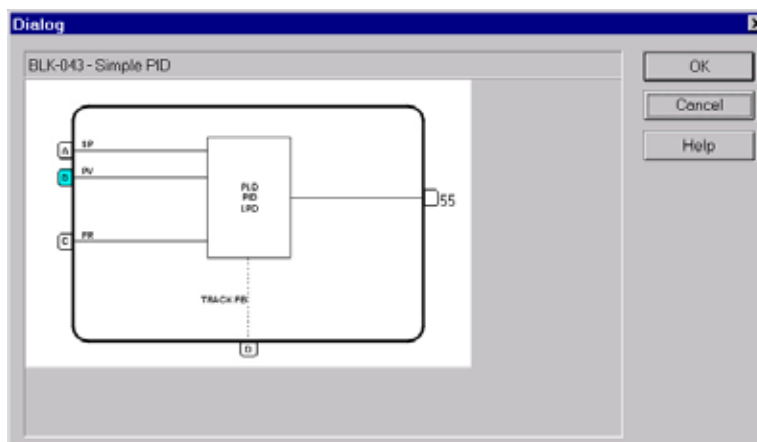 Dialog
BLK-043 - Simple PID
OK
Cancel
Help
A SP
B PV
PLD
PID
LPD
55
C FR
TRACK FB
D